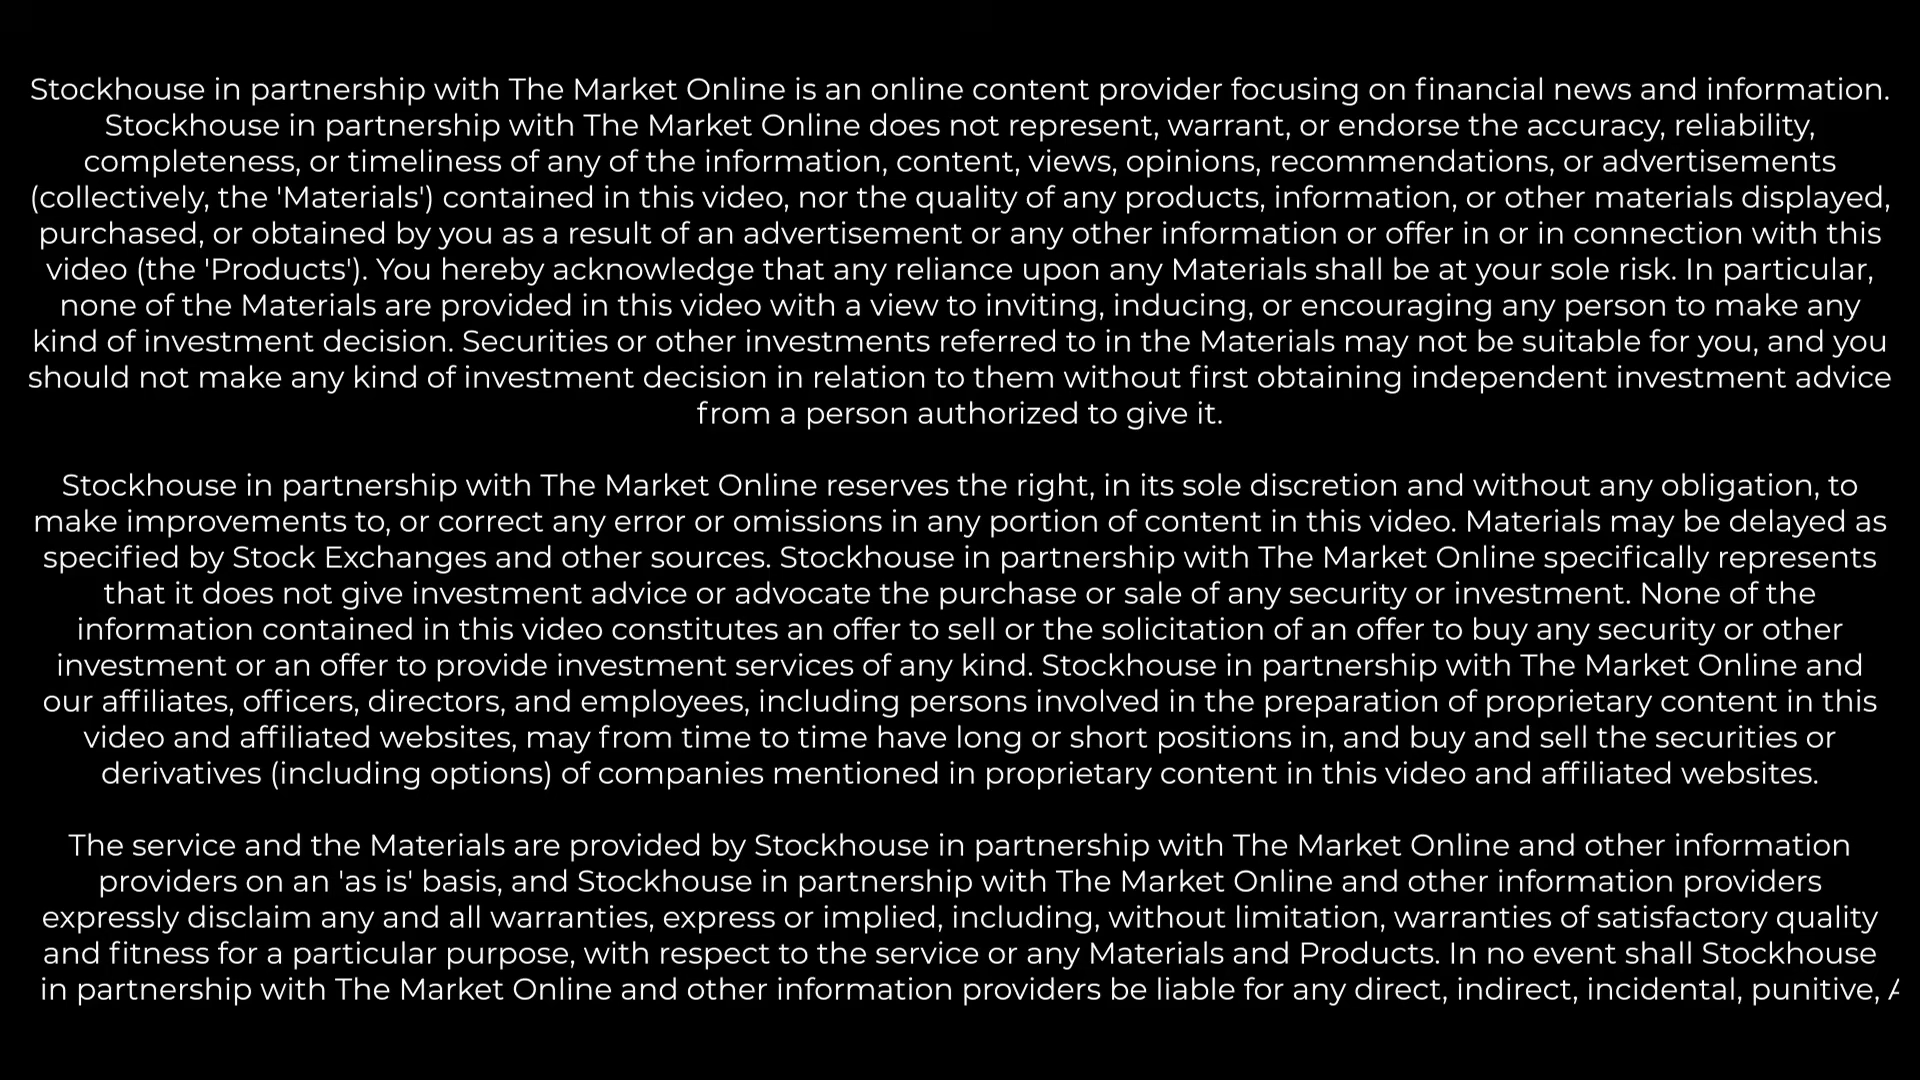 Stockhouse in partnership with The Market Online is an online content provider focusing on financial news and information.
Stockhouse in partnership with The Market Online does not represent, warrant, or endorse the accuracy, reliability,
completeness, or timeliness of any of the information, content, views, opinions, recommendations, or advertisements
(collectively, the 'Materials') contained in this video, nor the quality of any products, information, or other materials displayed,
purchased, or obtained by you as a result of an advertisement or any other information or offer in or in connection with this
video (the 'Products'). You hereby acknowledge that any reliance upon any Materials shall be at your sole risk. In particular,
none of the Materials are provided in this video with a view to inviting, inducing, or encouraging any person to make any
kind of investment decision. Securities or other investments referred to in the Materials may not be suitable for you, and you
should not make any kind of investment decision in relation to them without first obtaining independent investment advice
from a person authorized to give it.
Stockhouse in partnership with The Market Online reserves the right, in its sole discretion and without any obligation, to
make improvements to, or correct any error or omissions in any portion of content in this video. Materials may be delayed as
specified by Stock Exchanges and other sources. Stockhouse in partnership with The Market Online specifically represents
that it does not give investment advice or advocate the purchase or sale of any security or investment. None of the
information contained in this video constitutes an offer to sell or the solicitation of an offer to buy any security or other
investment or an offer to provide investment services of any kind. Stockhouse in partnership with The Market Online and
our affiliates, officers, directors, and employees, including persons involved in the preparation of proprietary content in this
video and affiliated websites, may from time to time have long or short positions in, and buy and sell the securities or
derivatives (including options) of companies mentioned in proprietary content in this video and affiliated websites.
The service and the Materials are provided by Stockhouse in partnership with The Market Online and other information
providers on an 'as is' basis, and Stockhouse in partnership with The Market Online and other information providers
expressly disclaim any and all warranties, express or implied, including, without limitation, warranties of satisfactory quality
and fitness for a particular purpose, with respect to the service or any Materials and Products. In no event shall Stockhouse
in partnership with The Market Online and other information providers be liable for any direct, indirect, incidental, punitive,